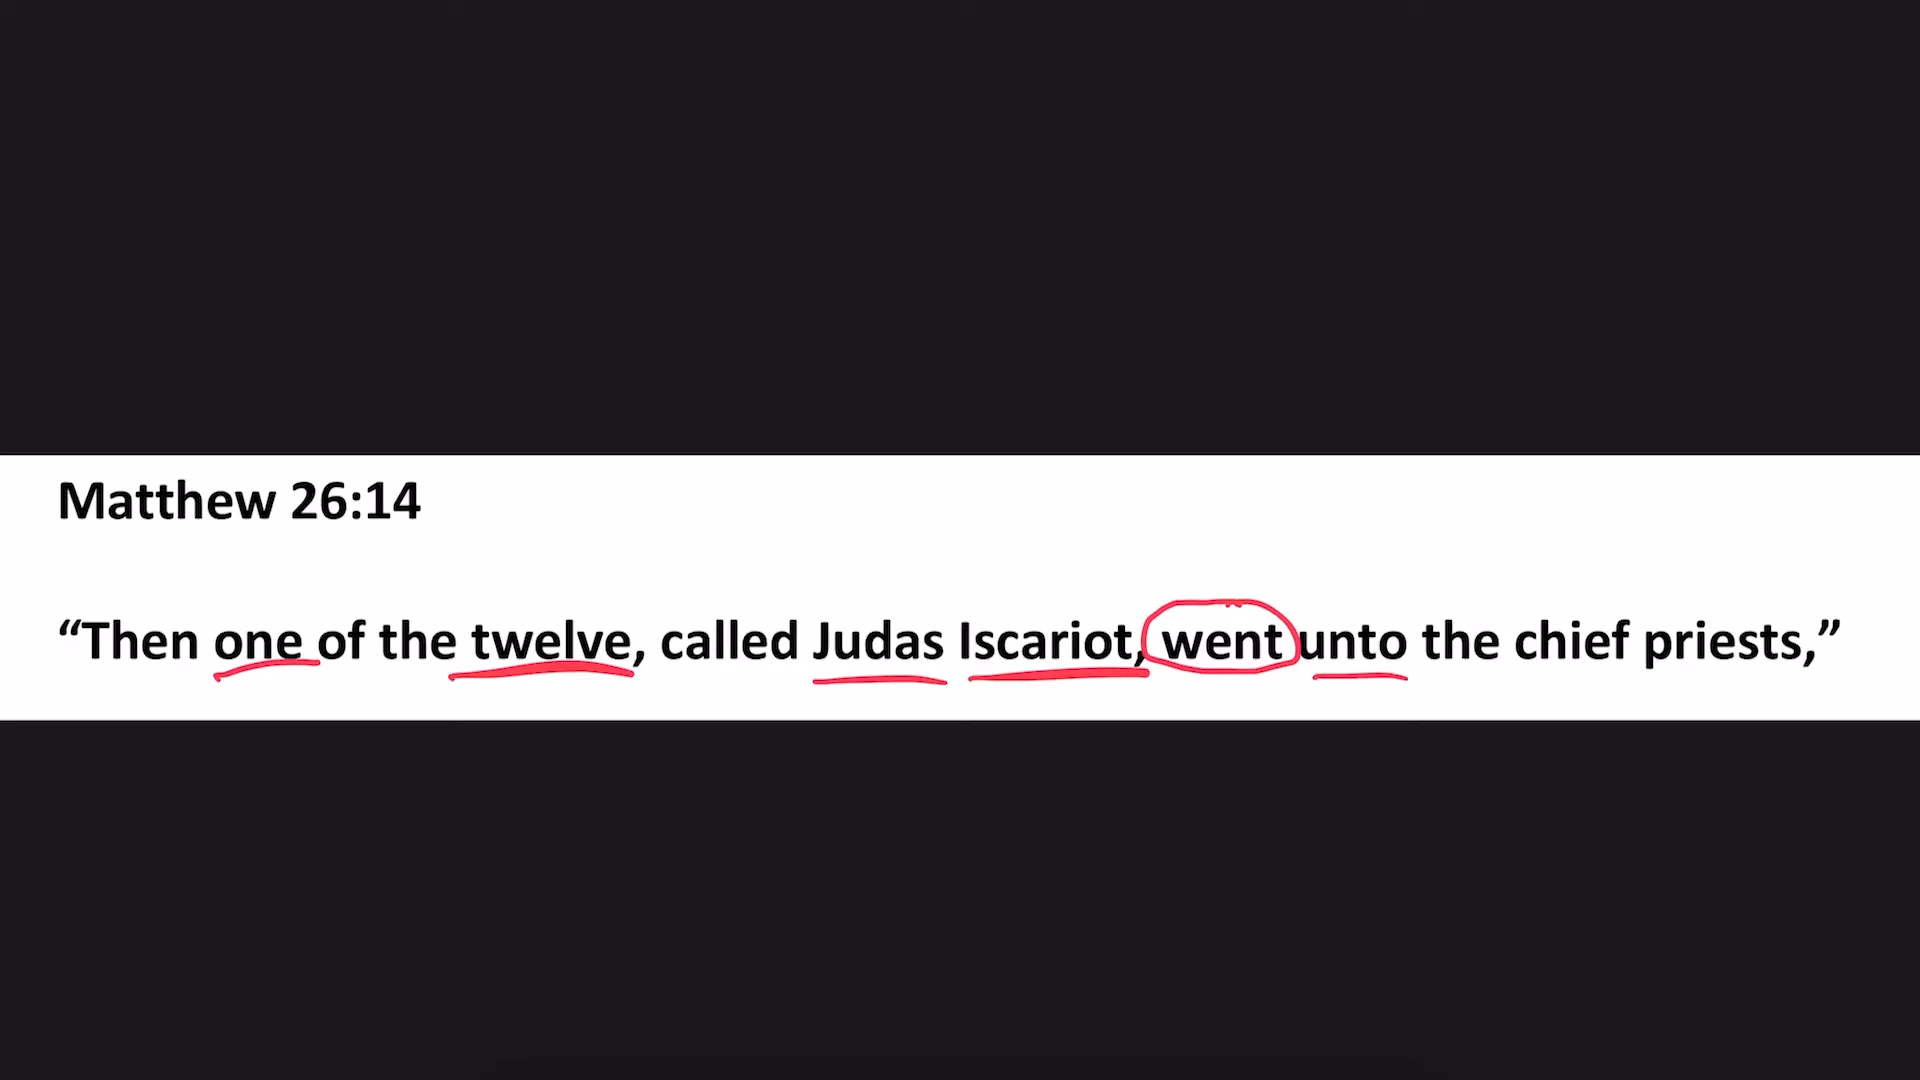 Matthew 26:14
“Then one of the twelve, called Judas Iscariot, went unto the chief priests,”